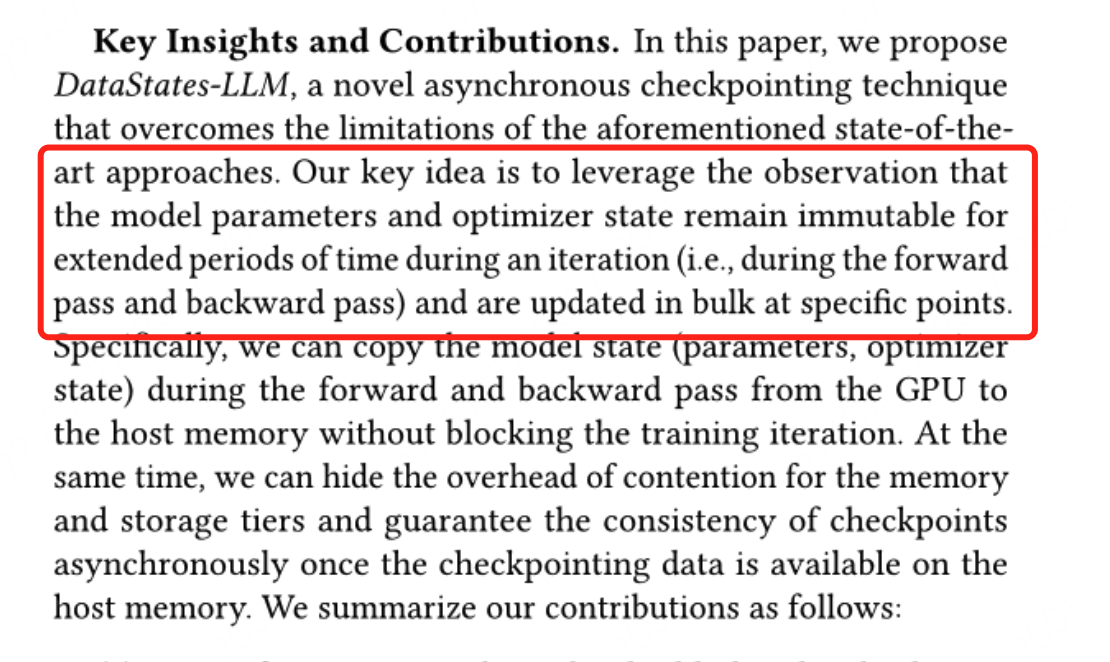 Key Insights and Contributions. In this paper, we propose
DataStates-LLM, a novel asynchronous checkpointing technique
that overcomes the limitations of the aforementioned state-of-the-
art approaches. Our key idea is to leverage the observation that
the model parameters and optimizer state remain immutable for
extended periods of time during an iteration (i.e., during the forward
pass and backward pass) and are updated in bulk at specific points.
Specifically, we can copy the model state (parameters, optimizer
state) during the forward and backward pass from the GPU to
the host memory without blocking the training iteration. At the
same time, we can hide the overhead of contention for the memory
and storage tiers and guarantee the consistency of checkpoints
asynchronously once the checkpointing data is available on the
host memory. We summarize our contributions as follows: